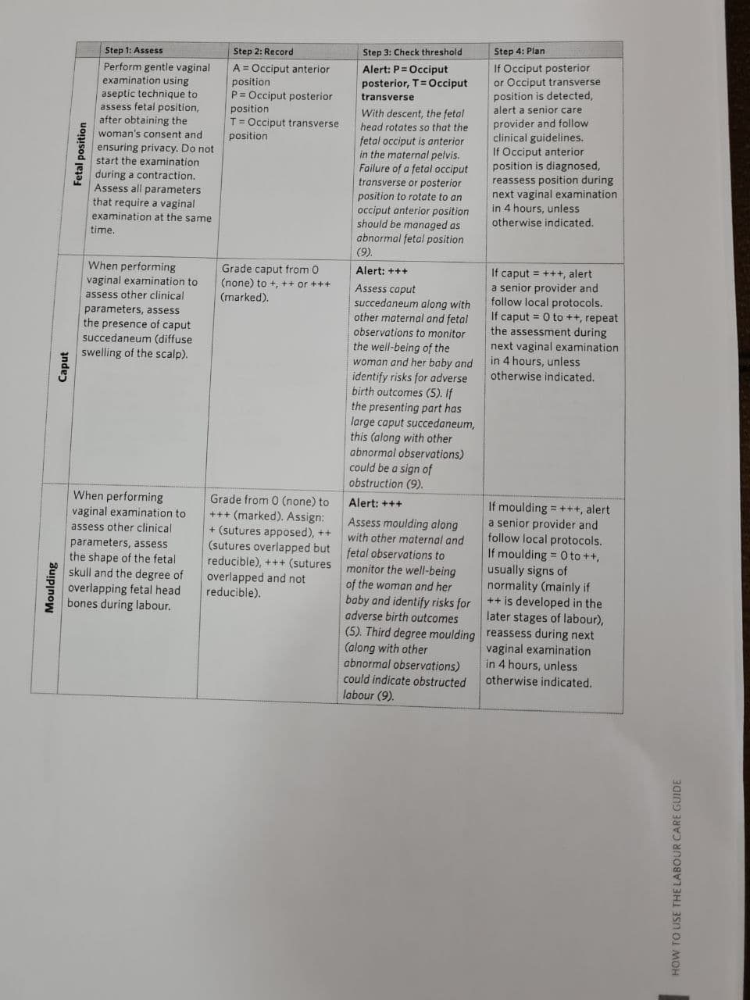 Step 1: Assess
Step 2: Record
Step 3: Check threshold
Step 4: Plan
Fetal position
Perform gentle vaginal
examination using
aseptic technique to
assess fetal position,
after obtaining the
woman's consent and
ensuring privacy. Do not
start the examination
during a contraction.
Assess all parameters
that require a vaginal
examination at the same
time.
A = Occiput anterior
position
P = Occiput posterior
position
T = Occiput transverse
position
Alert: P = Occiput
posterior, T = Occiput
transverse
With descent, the fetal
head rotates so that the
fetal occiput is anterior
in the maternal pelvis.
Failure of a fetal occiput
transverse or posterior
position to rotate to an
occiput anterior position
should be managed as
abnormal fetal position
(9).
If Occiput posterior
or Occiput transverse
position is detected,
alert a senior care
provider and follow
clinical guidelines.
If Occiput anterior
position is diagnosed,
reassess position during
next vaginal examination
in 4 hours, unless
otherwise indicated.
Caput
When performing
vaginal examination to
assess other clinical
parameters, assess
the presence of caput
succedaneum (diffuse
swelling of the scalp).
Grade caput from 0
(none) to +, ++ or +++
(marked).
Alert: +++
Assess caput
succedaneum along with
other maternal and fetal
observations to monitor
the well-being of the
woman and her baby and
identify risks for adverse
birth outcomes (5). If
the presenting part has
large caput succedaneum,
this (along with other
abnormal observations)
could be a sign of
obstruction (9).
If caput = +++, alert
a senior provider and
follow local protocols.
If caput = 0 to ++, repeat
the assessment during
next vaginal examination
in 4 hours, unless
otherwise indicated.
Moulding
When performing
vaginal examination to
assess other clinical
parameters, assess
the shape of the fetal
skull and the degree of
overlapping fetal head
bones during labour.
Grade from 0 (none) to
+++ (marked). Assign:
+ (sutures apposed), ++
(sutures overlapped but
reducible), +++ (sutures
overlapped and not
reducible).
Alert: +++
Assess moulding along
with other maternal and
fetal observations to
monitor the well-being
of the woman and her
baby and identify risks for
adverse birth outcomes
(5). Third degree moulding
(along with other
abnormal observations)
could indicate obstructed
labour (9).
If moulding = +++, alert
a senior provider and
follow local protocols.
If moulding = 0 to ++,
usually signs of
normality (mainly if
++ is developed in the
later stages of labour),
reassess during next
vaginal examination
in 4 hours, unless
otherwise indicated.
HOW TO USE THE LABOUR CARE GUIDE